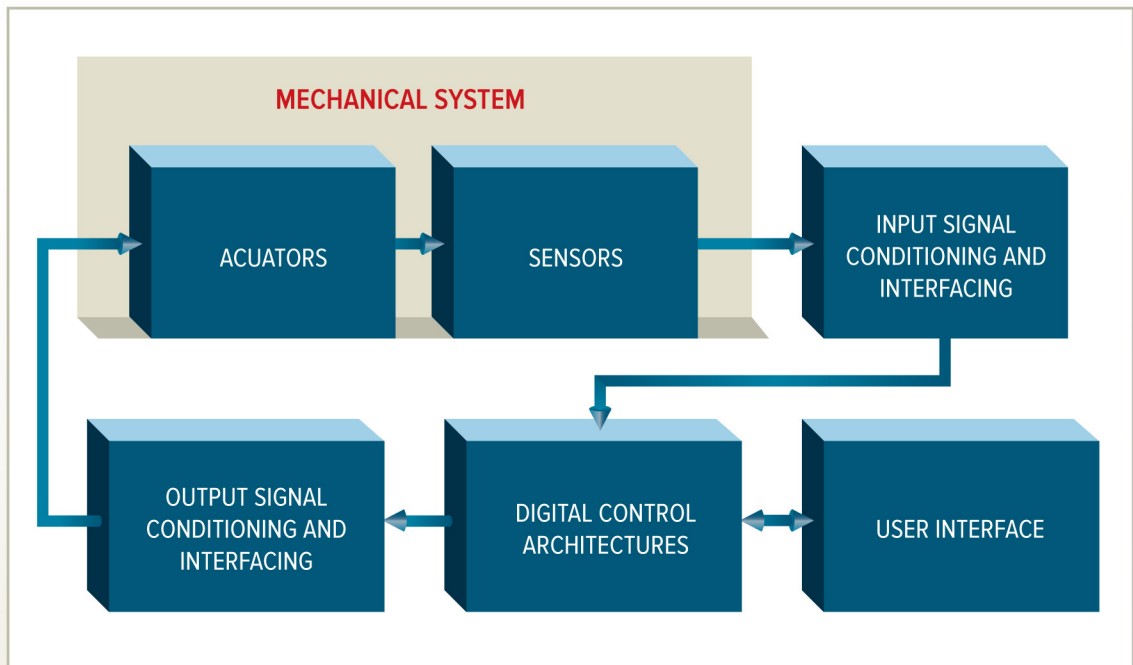 MECHANICAL SYSTEM
ACUATORS
SENSORS
INPUT SIGNAL
CONDITIONING AND
INTERFACING
OUTPUT SIGNAL
CONDITIONING AND
INTERFACING
DIGITAL CONTROL
ARCHITECTURES
USER INTERFACE